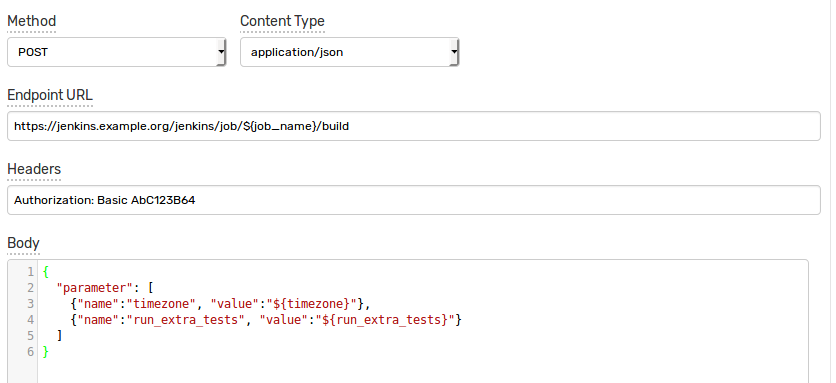 Method Content Type
POST application/json
Endpoint URL
https://jenkins.example.org/jenkins/job/${job_name}/build
Headers
Authorization: Basic AbC123B64
Body
1 {
2 "parameter": [
3 {"name":"timezone", "value":"${timezone}"},
4 {"name":"run_extra_tests", "value":"${run_extra_tests}"}
5 ]
6 }